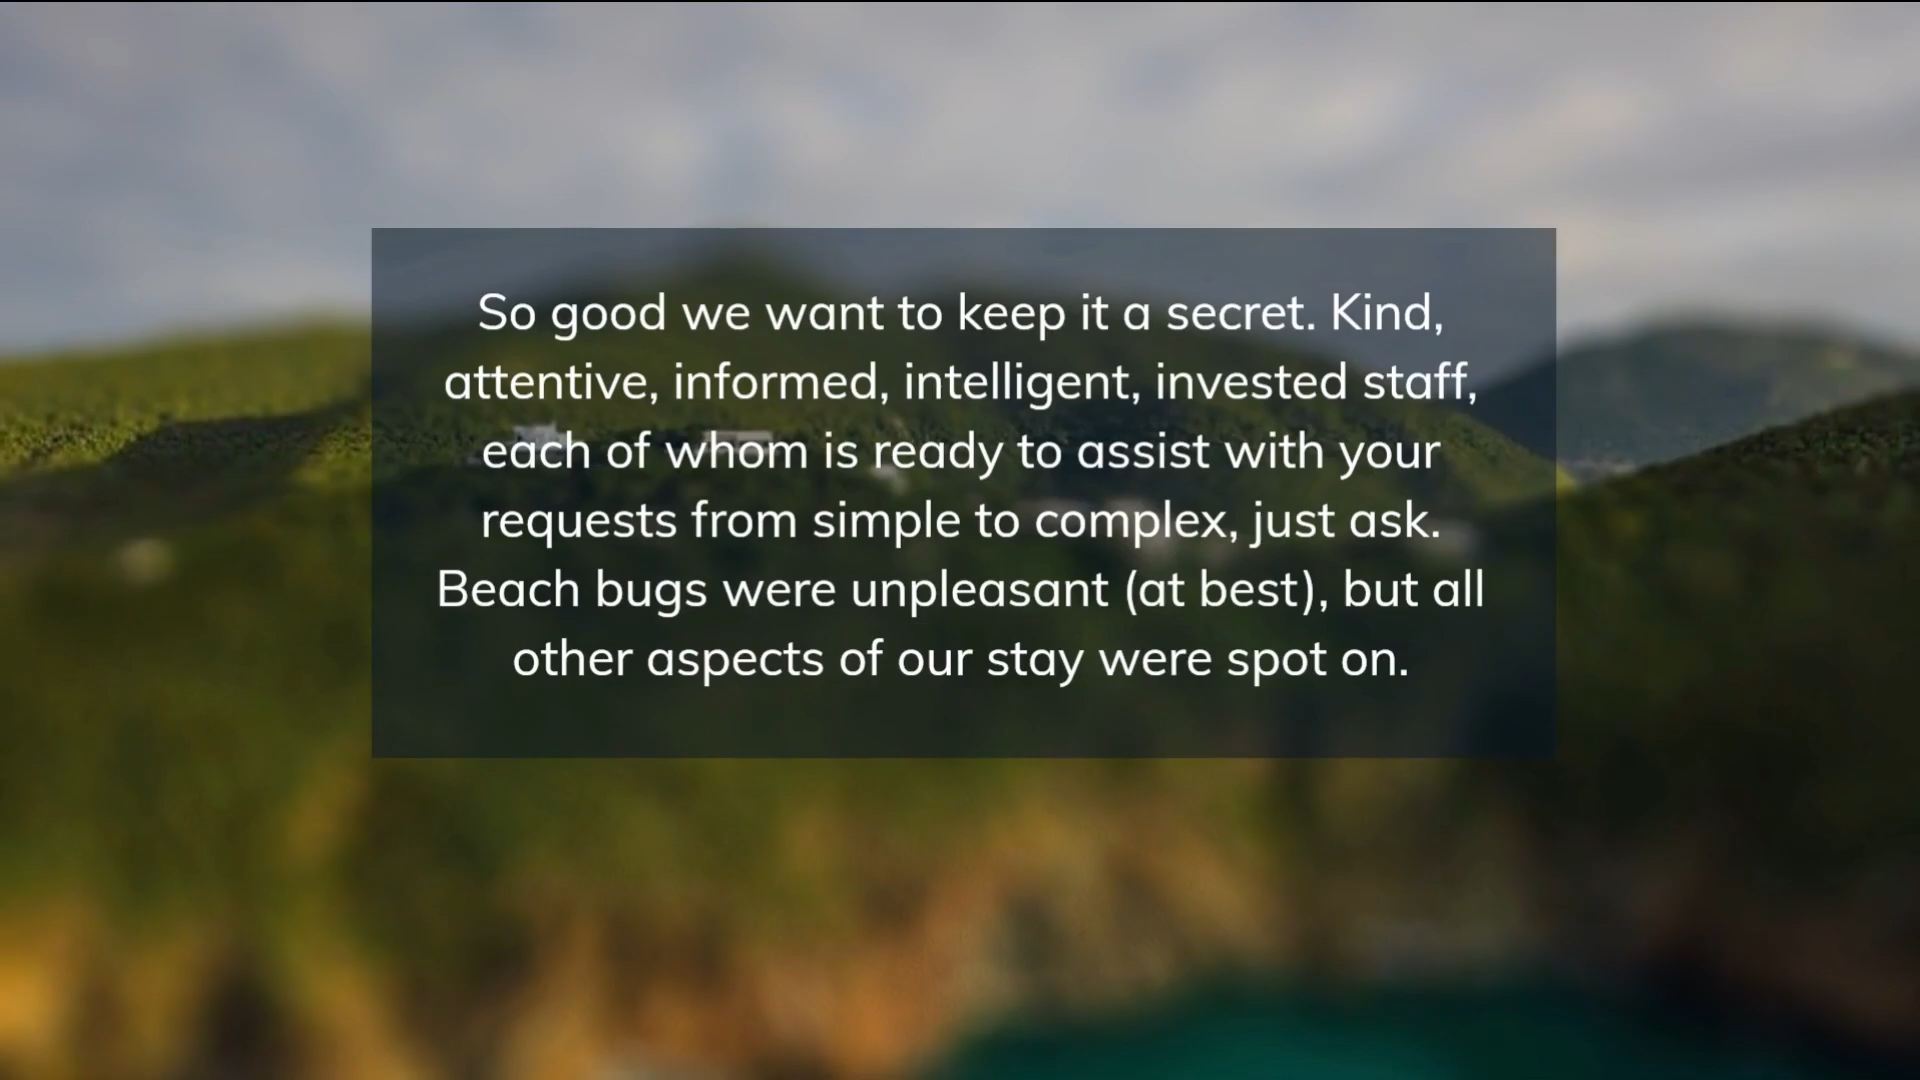 So good we want to keep it a secret. Kind,
attentive, informed, intelligent, invested staff,
each of whom is ready to assist with your
requests from simple to complex, just ask.
Beach bugs were unpleasant (at best), but all
other aspects of our stay were spot on.